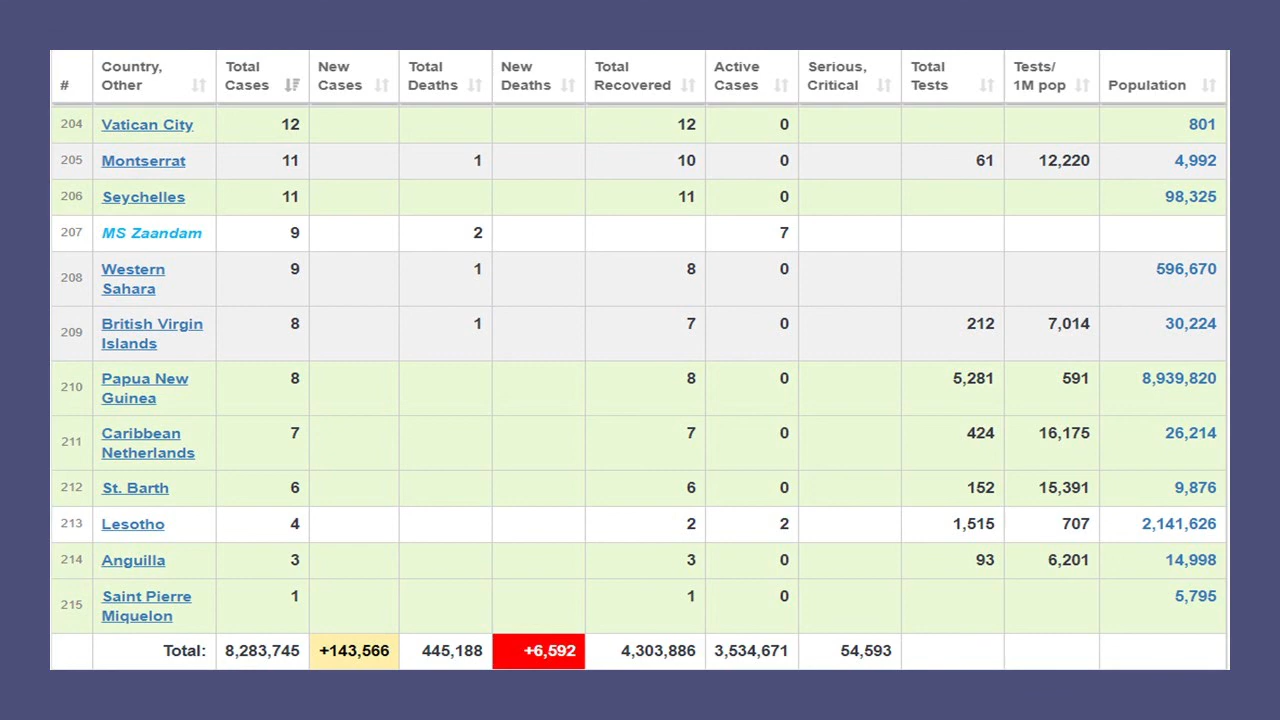 # Country, Other Total Cases New Cases Total Deaths New Deaths Total Recovered Active Cases Serious, Critical Total Tests Tests/ 1M pop Population
204 Vatican City 12 12 0 801
205 Montserrat 11 1 10 0 61 12,220 4,992
206 Seychelles 11 11 0 98,325
207 MS Zaandam 9 2 7
208 Western Sahara 9 1 8 0 596,670
209 British Virgin Islands 8 1 7 0 212 7,014 30,224
210 Papua New Guinea 8 8 0 5,281 591 8,939,820
211 Caribbean Netherlands 7 7 0 424 16,175 26,214
212 St. Barth 6 6 0 152 15,391 9,876
213 Lesotho 4 2 2 1,515 707 2,141,626
214 Anguilla 3 3 0 93 6,201 14,998
215 Saint Pierre Miquelon 1 1 0 5,795
Total: 8,283,745 +143,566 445,188 +6,592 4,303,886 3,534,671 54,593